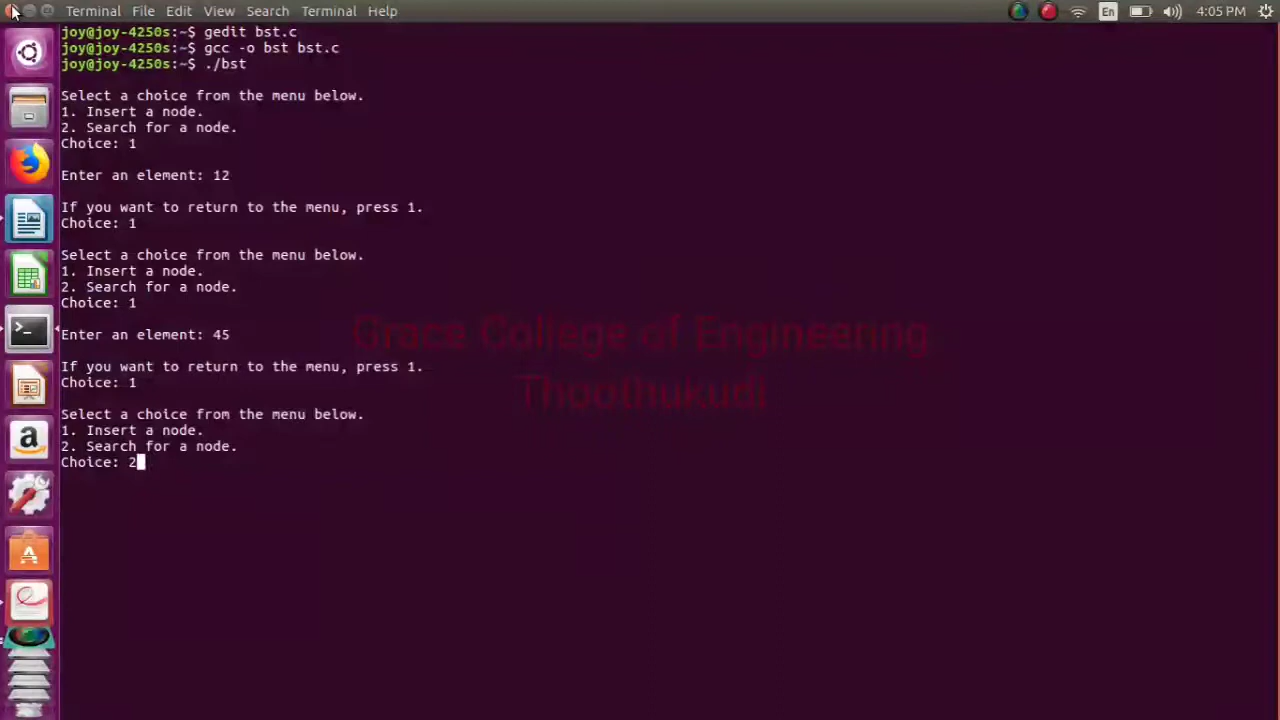 Terminal File Edit View Search Terminal Help En 4:05 PM
joy@joy-4250s:~$ gedit bst.c
joy@joy-4250s:~$ gcc -o bst bst.c
joy@joy-4250s:~$ ./bst
Select a choice from the menu below.
1. Insert a node.
2. Search for a node.
Choice: 1
Enter an element: 12
If you want to return to the menu, press 1.
Choice: 1
Select a choice from the menu below.
1. Insert a node.
2. Search for a node.
Choice: 1
Enter an element: 45
If you want to return to the menu, press 1.
Choice: 1
Select a choice from the menu below.
1. Insert a node.
2. Search for a node.
Choice: 2
Grace College of Engineering
Thoothukudi